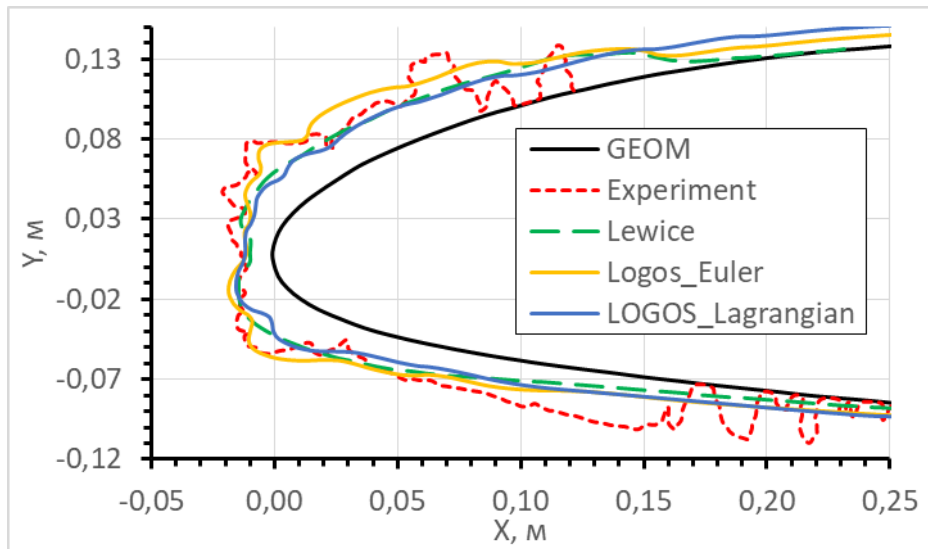 0,13
0,08
0,03
-0,02
-0,07
-0,12
Y, м
GEOM
Experiment
Lewice
Logos_Euler
LOGOS_Lagrangian
-0,05
0,00
0,05
0,10
0,15
0,20
0,25
X, м